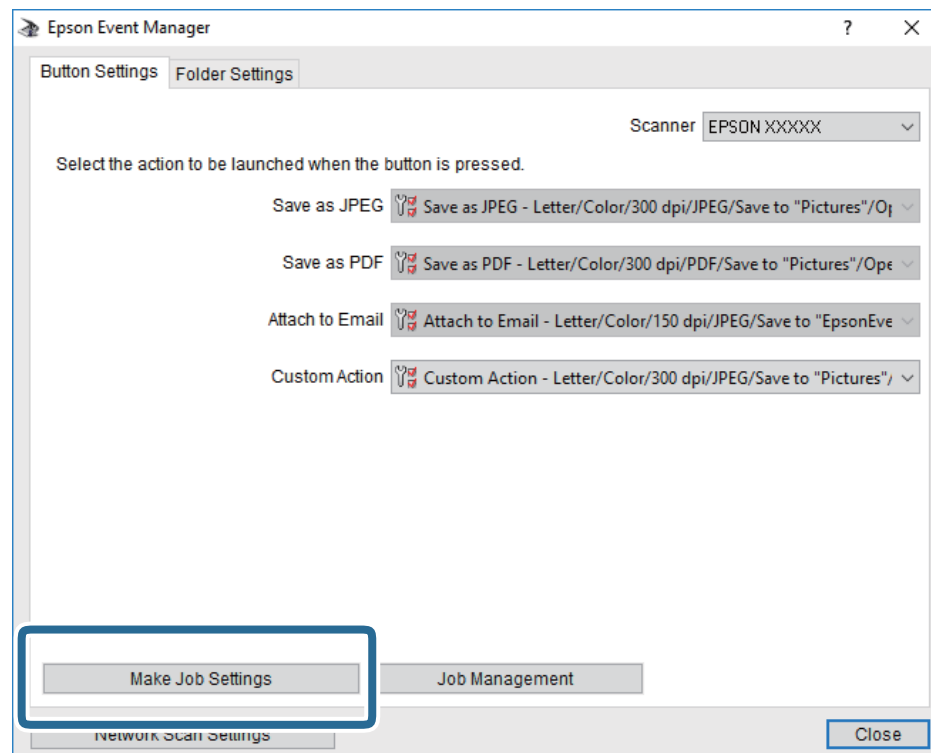 Epson Event Manager
Button Settings Folder Settings
Scanner EPSON XXXXX
Select the action to be launched when the button is pressed.
Save as JPEG Save as JPEG - Letter/Color/300 dpi/JPEG/Save to "Pictures"/Op
Save as PDF Save as PDF - Letter/Color/300 dpi/PDF/Save to "Pictures"/Ope
Attach to Email Attach to Email - Letter/Color/150 dpi/JPEG/Save to "EpsonEve
Custom Action Custom Action - Letter/Color/300 dpi/JPEG/Save to "Pictures"/
Make Job Settings Job Management
Network Scan Settings Close